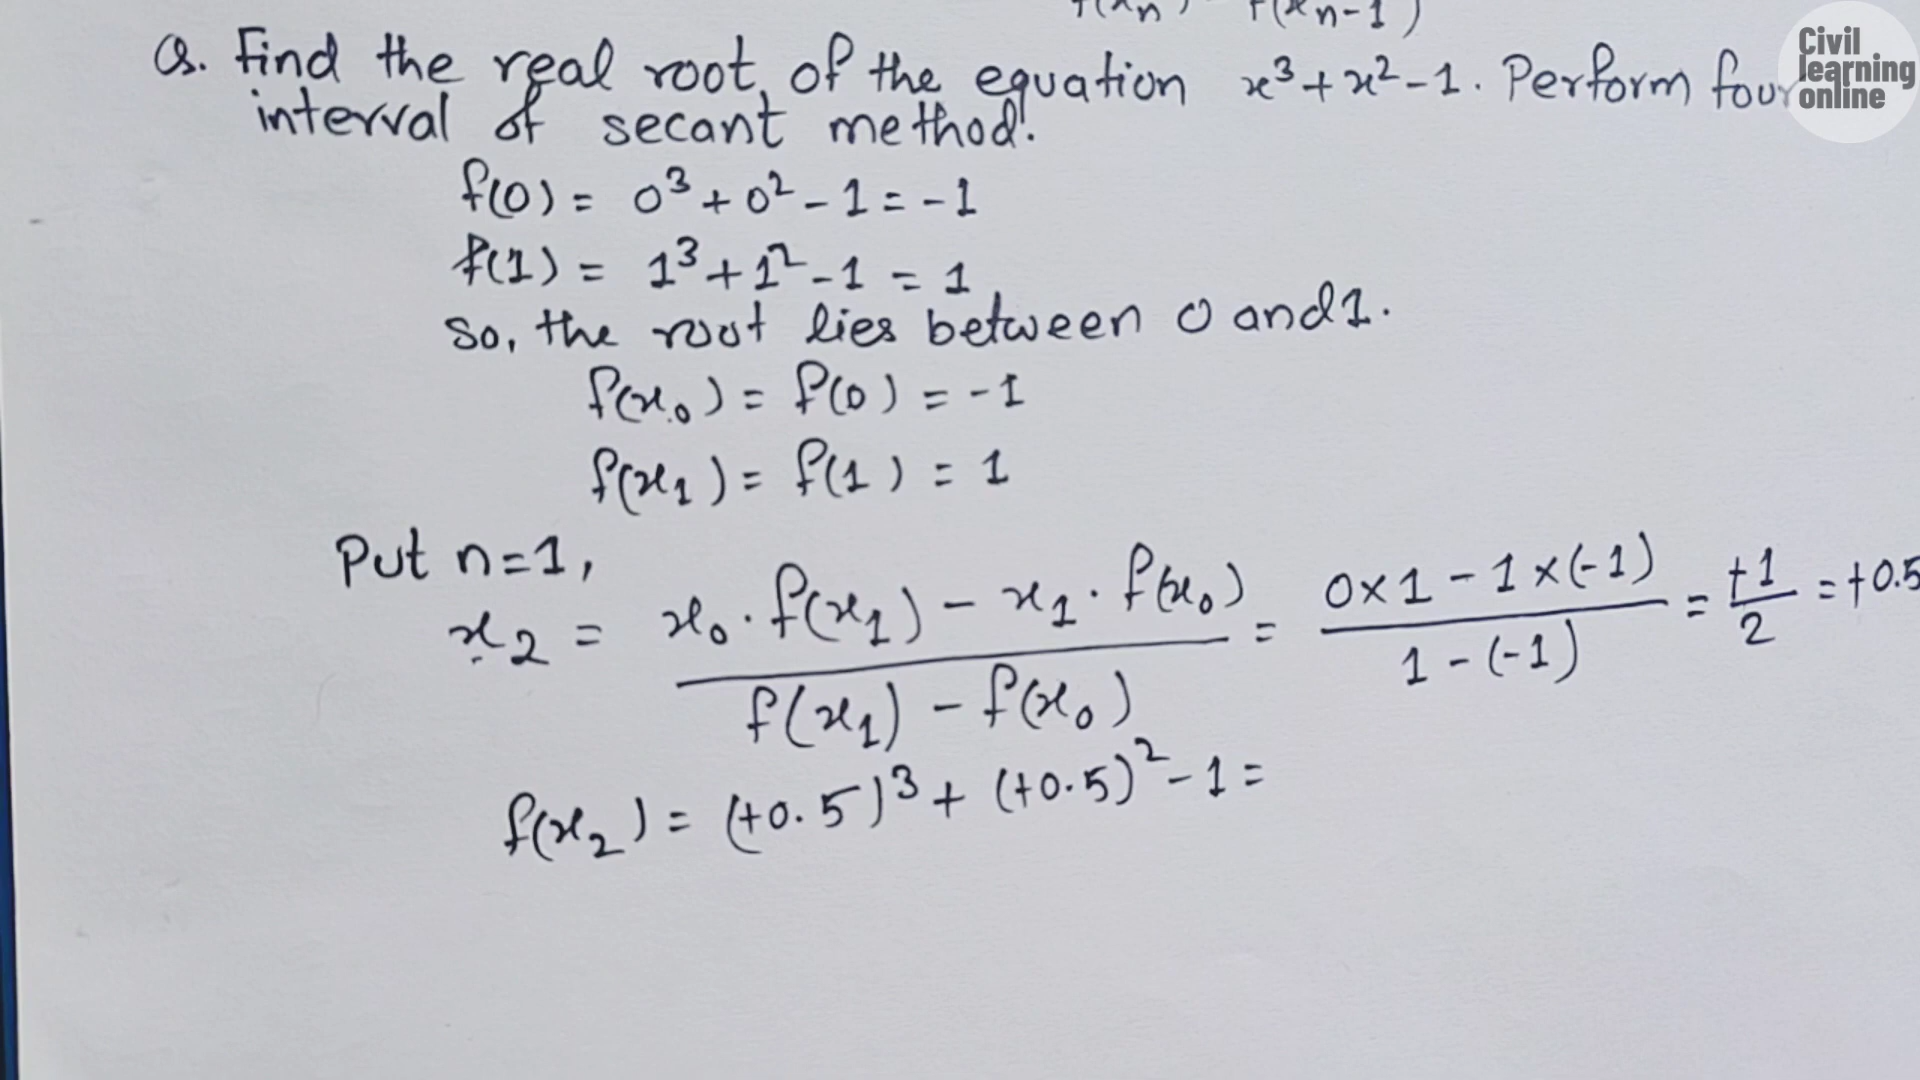 f(xₙ) - f(xₙ₋₁)
Civil learning online
Q. Find the real root of the equation x³+x²-1. Perform four
interval of secant method.
f(0) = 0³+0²-1 = -1
f(1) = 1³+1²-1 = 1
So, the root lies between 0 and 1.
f(x₀) = f(0) = -1
f(x₁) = f(1) = 1
Put n=1,
x₂ = x₀·f(x₁) - x₁·f(x₀) / f(x₁) - f(x₀) = 0×1 - 1×(-1) / 1-(-1) = +1/2 = +0.5
f(x₂) = (+0.5)³ + (+0.5)² - 1 =